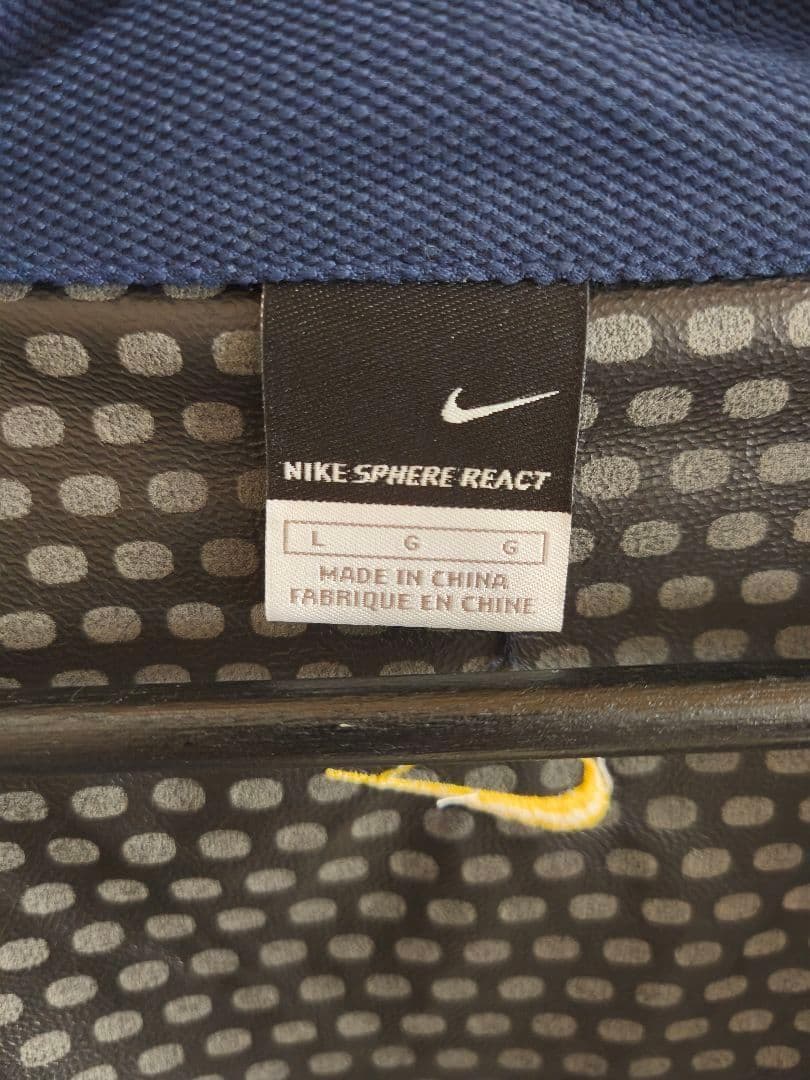 NIKE SPHERE REACT
L G G
MADE IN CHINA
FABRIQUE EN CHINE